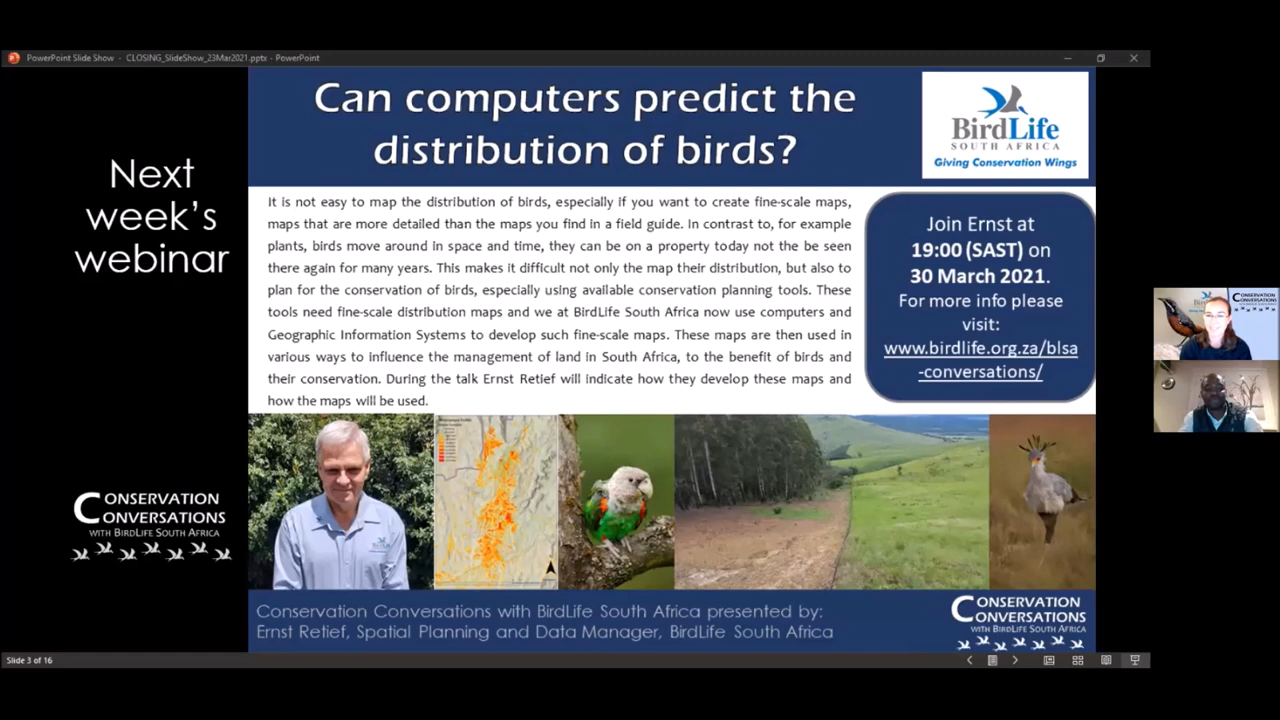 PowerPoint Slide Show - CLOSING_SlideShow_23Mar2021.pptx - PowerPoint
Next
week's
webinar
Can computers predict the
distribution of birds?
BirdLife
SOUTH AFRICA
Giving Conservation Wings
It is not easy to map the distribution of birds, especially if you want to create fine-scale maps,
maps that are more detailed than the maps you find in a field guide. In contrast to, for example
plants, birds move around in space and time, they can be on a property today not the be seen
there again for many years. This makes it difficult not only the map their distribution, but also to
plan for the conservation of birds, especially using available conservation planning tools. These
tools need fine-scale distribution maps and we at BirdLife South Africa now use computers and
Geographic Information Systems to develop such fine-scale maps. These maps are then used in
various ways to influence the management of land in South Africa, to the benefit of birds and
their conservation. During the talk Ernst Retief will indicate how they develop these maps and
how the maps will be used.
Join Ernst at
19:00 (SAST) on
30 March 2021.
For more info please
visit:
www.birdlife.org.za/blsa
-conversations/
CONSERVATION
CONVERSATIONS
WITH BIRDLIFE SOUTH AFRICA
Conservation Conversations with BirdLife South Africa presented by:
Ernst Retief, Spatial Planning and Data Manager, BirdLife South Africa
CONSERVATION
CONVERSATIONS
WITH BIRDLIFE SOUTH AFRICA
CONSERVATION
CONVERSATIONS
Slide 3 of 16